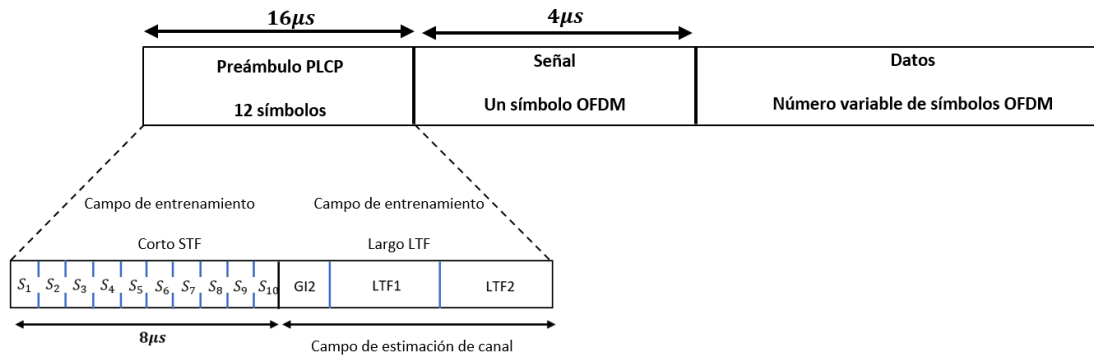 16μs
4μs
Preámbulo PLCP
12 símbolos
Señal
Un símbolo OFDM
Datos
Número variable de símbolos OFDM
Campo de entrenamiento
Corto STF
Campo de entrenamiento
Largo LTF
S1 S2 S3 S4 S5 S6 S7 S8 S9 S10 GI2 LTF1 LTF2
8μs
Campo de estimación de canal